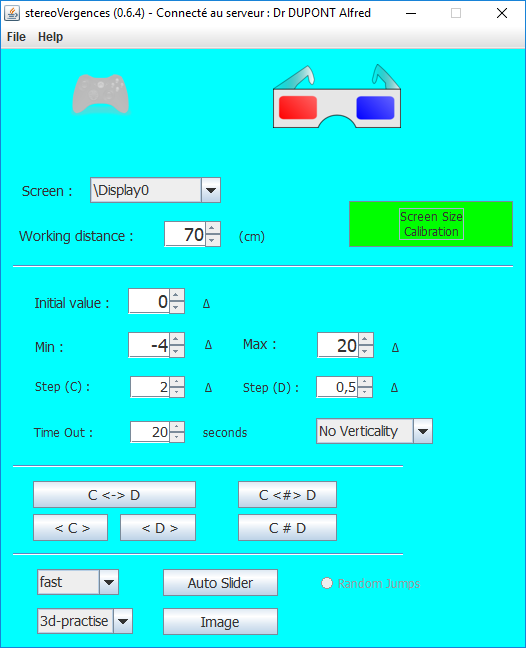 stereoVergences (0.6.4) - Connecté au serveur : Dr DUPONT Alfred
File Help
Screen : \Display0
Screen Size
Calibration
Working distance : 70 (cm)
Initial value : 0 Δ
Min : -4 Δ Max : 20 Δ
Step (C) : 2 Δ Step (D) : 0,5 Δ
Time Out : 20 seconds No Verticality
C <-> D C <#> D
< C > < D > C # D
fast Auto Slider Random Jumps
3d-practise Image